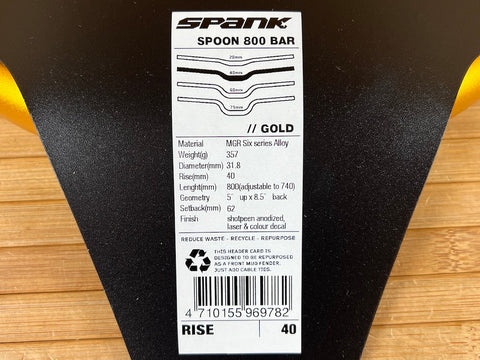 SPANK
SPOON 800 BAR
25mm
40mm
60mm
75mm
// GOLD
Material MGR Six series Alloy
Weight(g) 357
Diameter(mm) 31.8
Rise(mm) 40
Lenght(mm) 800(adjustable to 740)
Geometry 5° up x 8.5° back
Setback(mm) 62
Finish shotpeen anodized,
laser & colour decal
REDUCE WASTE - RECYCLE - REPURPOSE
THIS HEADER CARD IS
DESIGNED TO BE REPURPOSED
AS A FRONT MUD FENDER.
JUST ADD CABLE TIES.
4 710155 969782
RISE 40